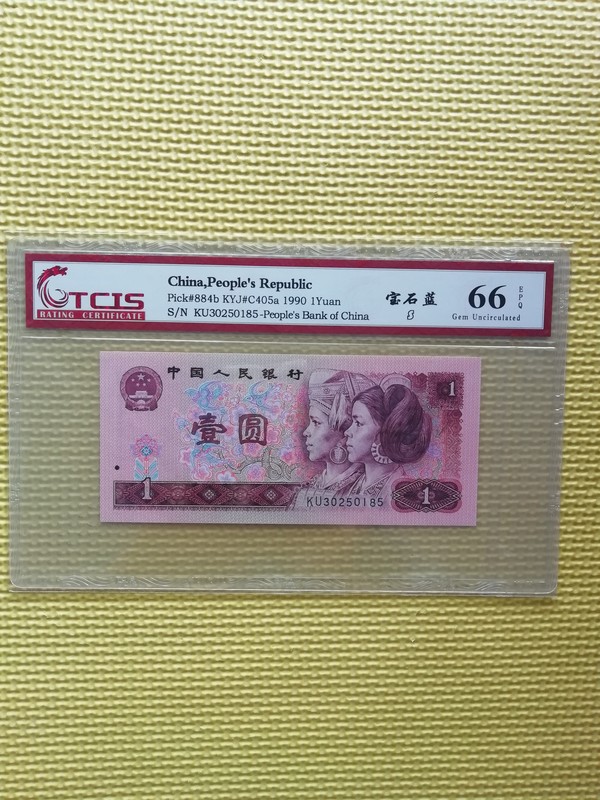 TCIS
RATING CERTIFICATE
China,People's Republic
Pick#884b KYJ#C405a 1990 1Yuan
S/N KU30250185-People's Bank of China
宝石蓝
66 EPQ
Gem Uncirculated
中国人民银行
1
壹圆
1
KU30250185
1